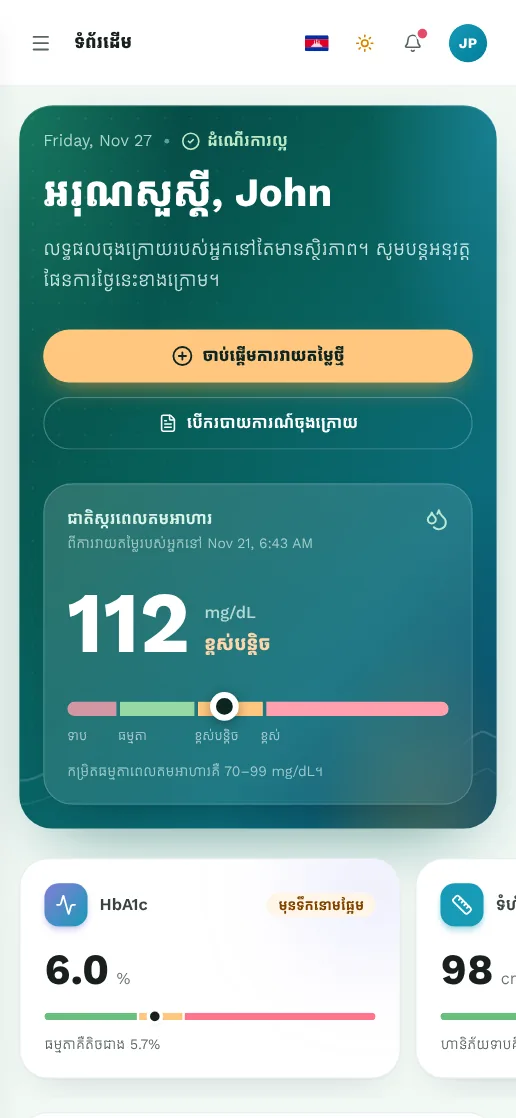 ទំព័រដើម
JP
Friday, Nov 27 • ដំណើរការល្អ
អរុណសួស្តី, John
លទ្ធផលចុងក្រោយរបស់អ្នកនៅតែមានស្ថិរភាព។ សូមបន្តអនុវត្ត
ផែនការថ្ងៃនេះខាងក្រោម។
ចាប់ផ្តើមការវាយតម្លៃថ្មី
បើករបាយការណ៍ចុងក្រោយ
ជាតិស្ករពេលតមអាហារ
ពីការវាយតម្លៃរបស់អ្នកនៅ Nov 21, 6:43 AM
112 mg/dL
ខ្ពស់បន្តិច
ទាប ធម្មតា ខ្ពស់បន្តិច ខ្ពស់
កម្រិតធម្មតាពេលតមអាហារគឺ 70–99 mg/dL។
HbA1c មុនទឹកនោមផ្អែម
6.0 %
ធម្មតាគឺតិចជាង 5.7%
98
ហានិភ័យទាប